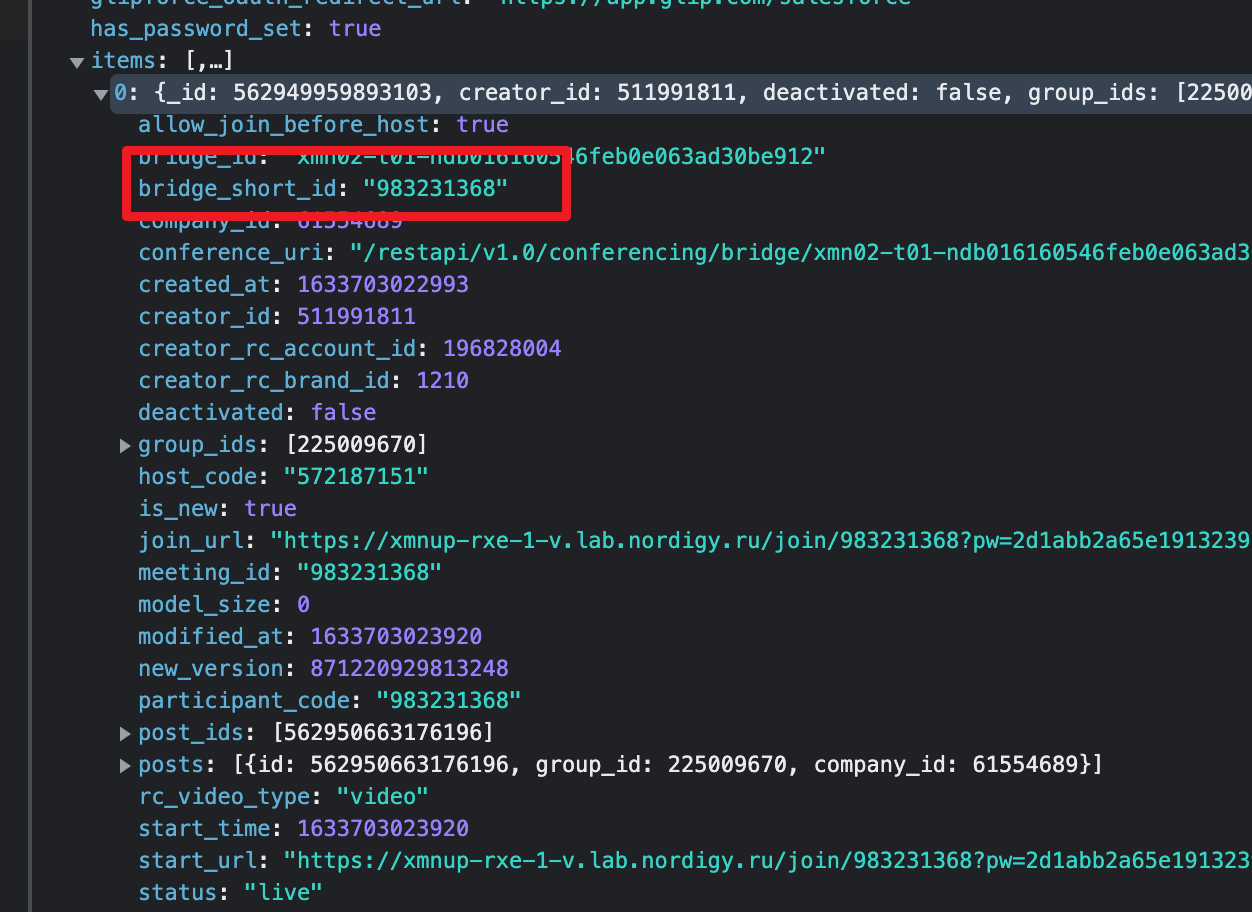 glipforce_oauth_redirect_url: "https://app.glip.com/salesforce
has_password_set: true
items: [,…]
0: {_id: 562949959893103, creator_id: 511991811, deactivated: false, group_ids: [22500
allow_join_before_host: true
bridge_id: "xmn02-t01-ndb016160546feb0e063ad30be912"
bridge_short_id: "983231368"
company_id: 61554689
conference_uri: "/restapi/v1.0/conferencing/bridge/xmn02-t01-ndb016160546feb0e063ad3
created_at: 1633703022993
creator_id: 511991811
creator_rc_account_id: 196828004
creator_rc_brand_id: 1210
deactivated: false
group_ids: [225009670]
host_code: "572187151"
is_new: true
join_url: "https://xmnup-rxe-1-v.lab.nordigy.ru/join/983231368?pw=2d1abb2a65e1913239
meeting_id: "983231368"
model_size: 0
modified_at: 1633703023920
new_version: 871220929813248
participant_code: "983231368"
post_ids: [562950663176196]
posts: [{id: 562950663176196, group_id: 225009670, company_id: 61554689}]
rc_video_type: "video"
start_time: 1633703023920
start_url: "https://xmnup-rxe-1-v.lab.nordigy.ru/join/983231368?pw=2d1abb2a65e191323
status: "live"